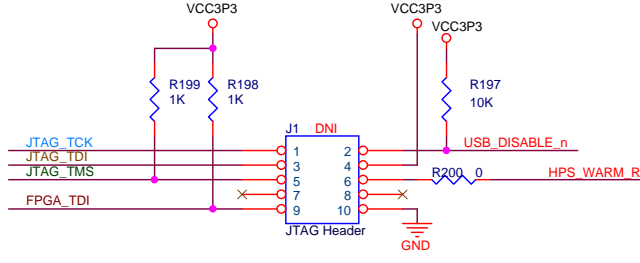 VCC3P3
VCC3P3
VCC3P3
R199
1K
R198
1K
R197
10K
J1
DNI
JTAG_TCK
1
2
USB_DISABLE_n
JTAG_TDI
3
4
JTAG_TMS
5
6
R200
0
HPS_WARM_R
7
8
FPGA_TDI
9
10
JTAG Header
GND